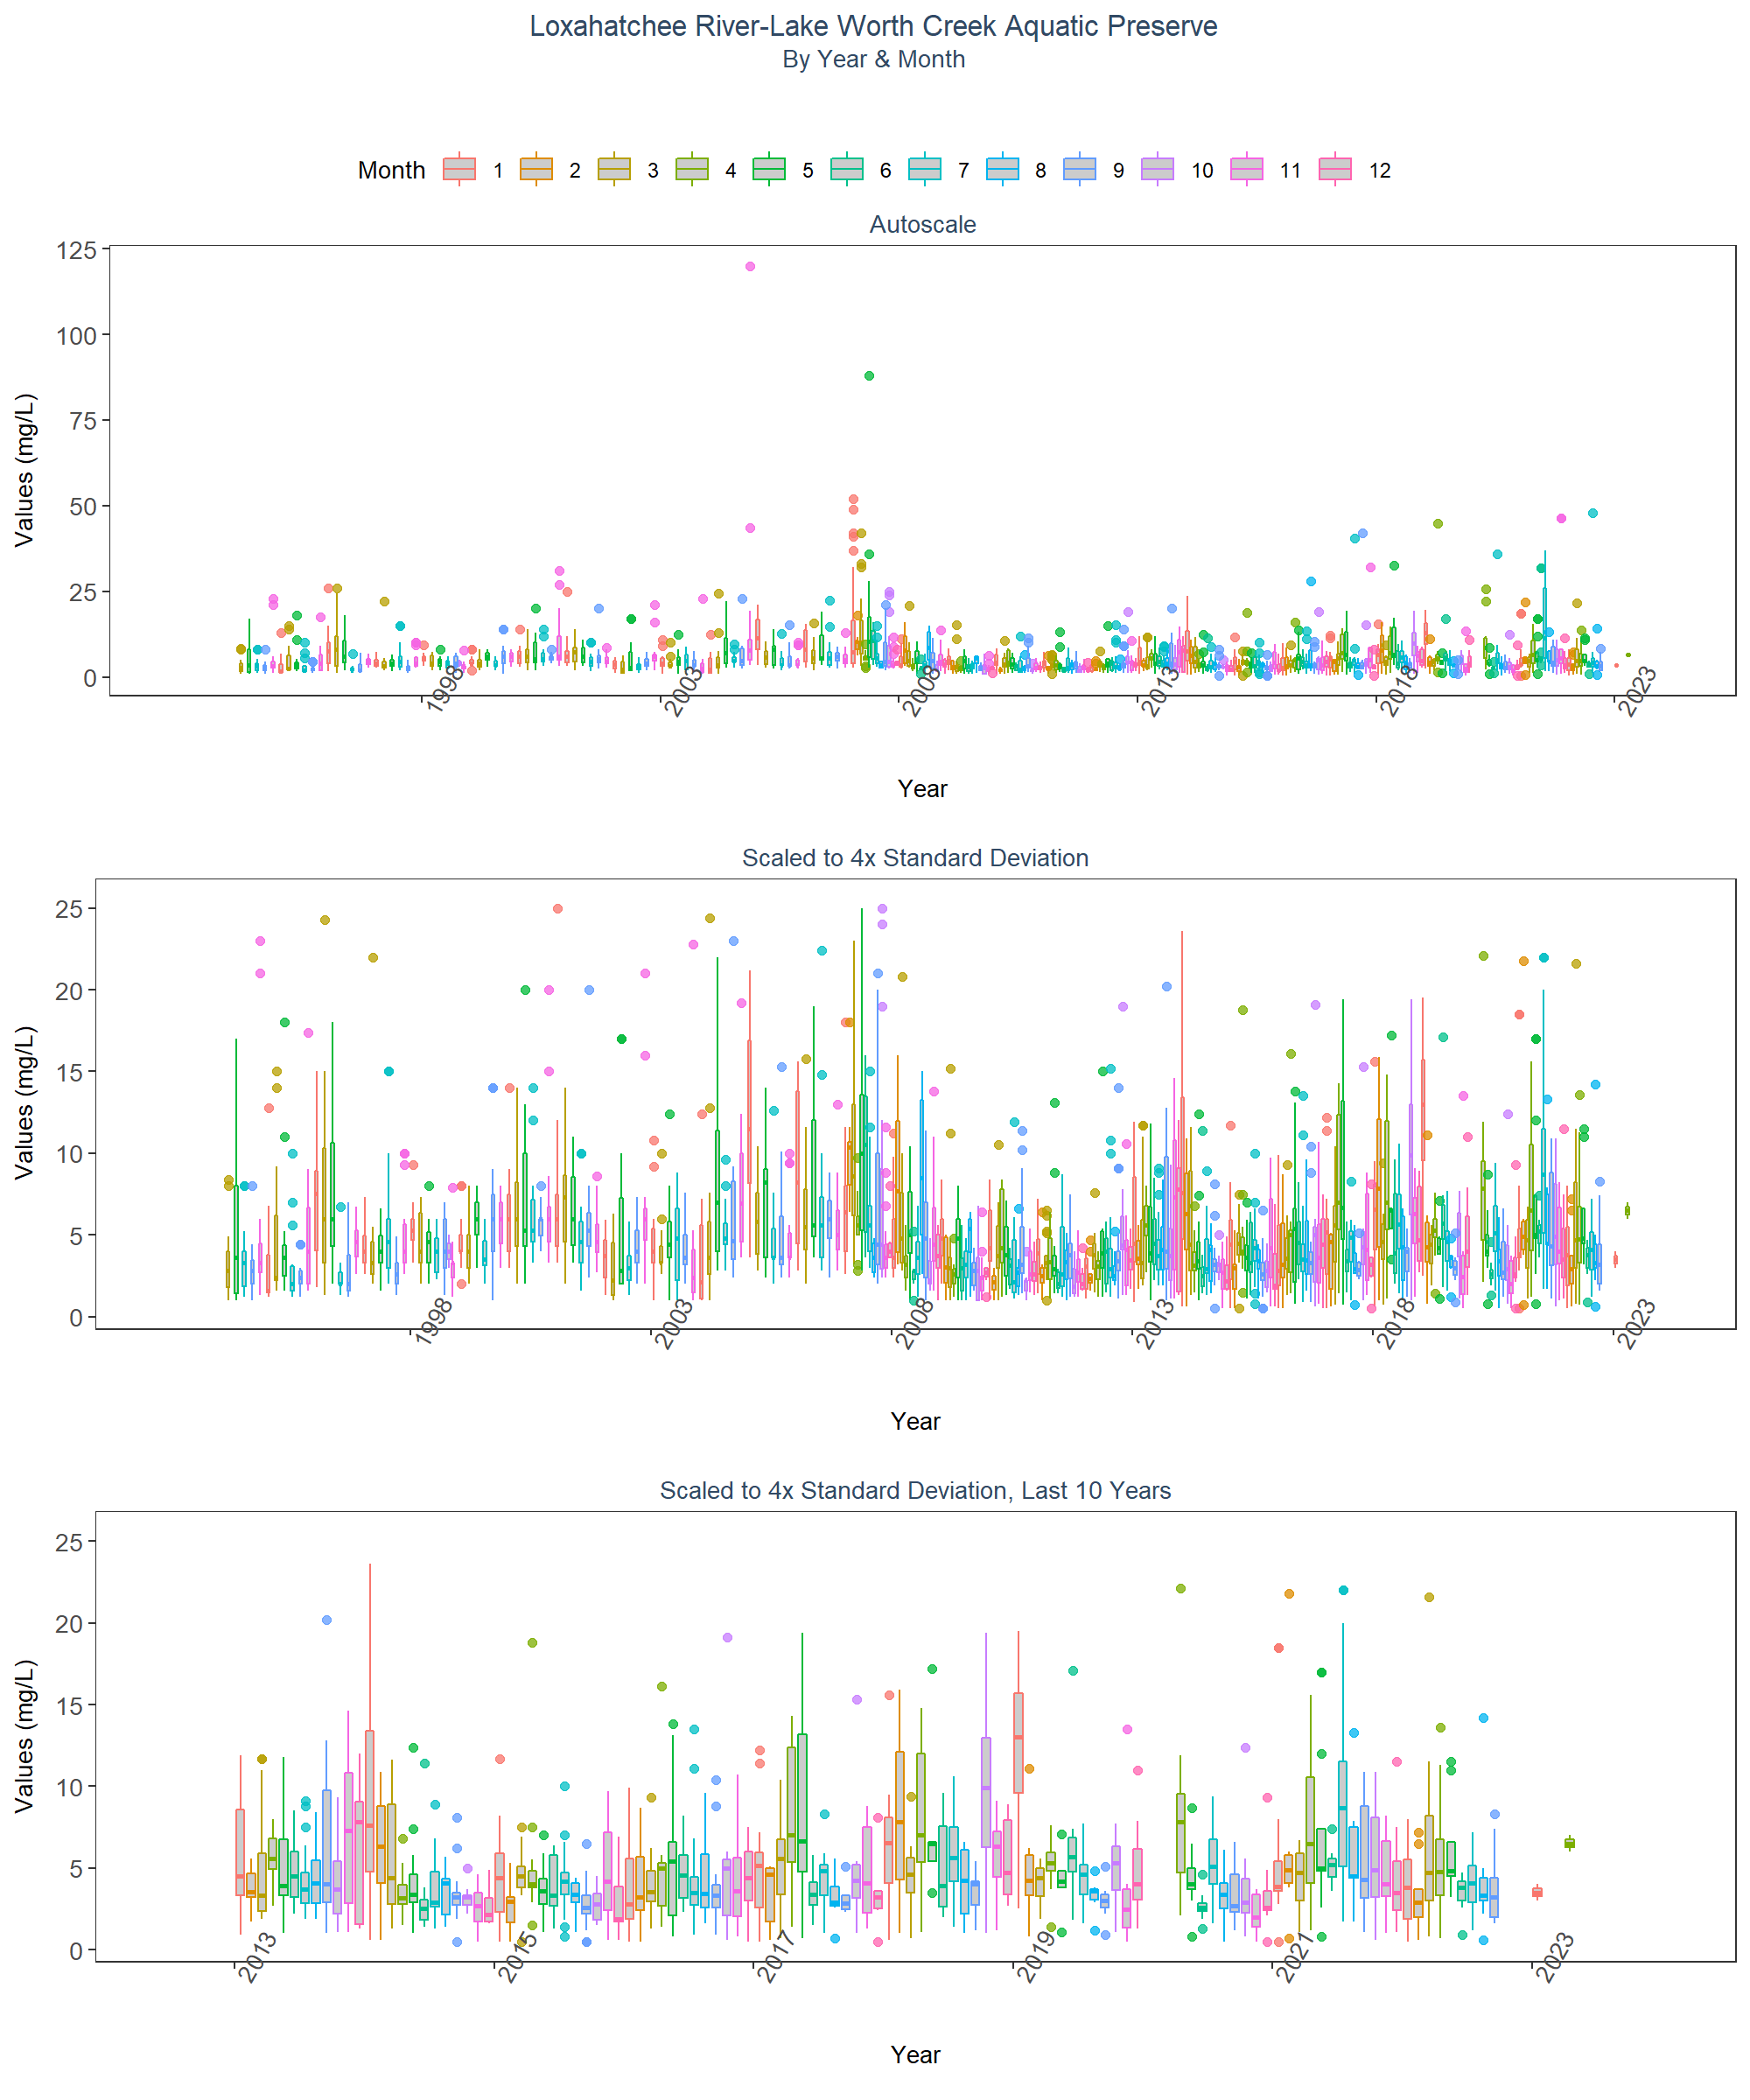 Loxahatchee River-Lake Worth Creek Aquatic Preserve
By Year & Month
Month 1 2 3 4 5 6 7 8 9 10 11 12
Autoscale
125
100
75
50
25
0
Values (mg/L)
1998 2003 2008 2013 2018 2023
Year
Scaled to 4x Standard Deviation
25
20
15
10
5
0
Values (mg/L)
1998 2003 2008 2013 2018 2023
Year
Scaled to 4x Standard Deviation, Last 10 Years
25
20
15
10
5
0
Values (mg/L)
2013 2015 2017 2019 2021 2023
Year